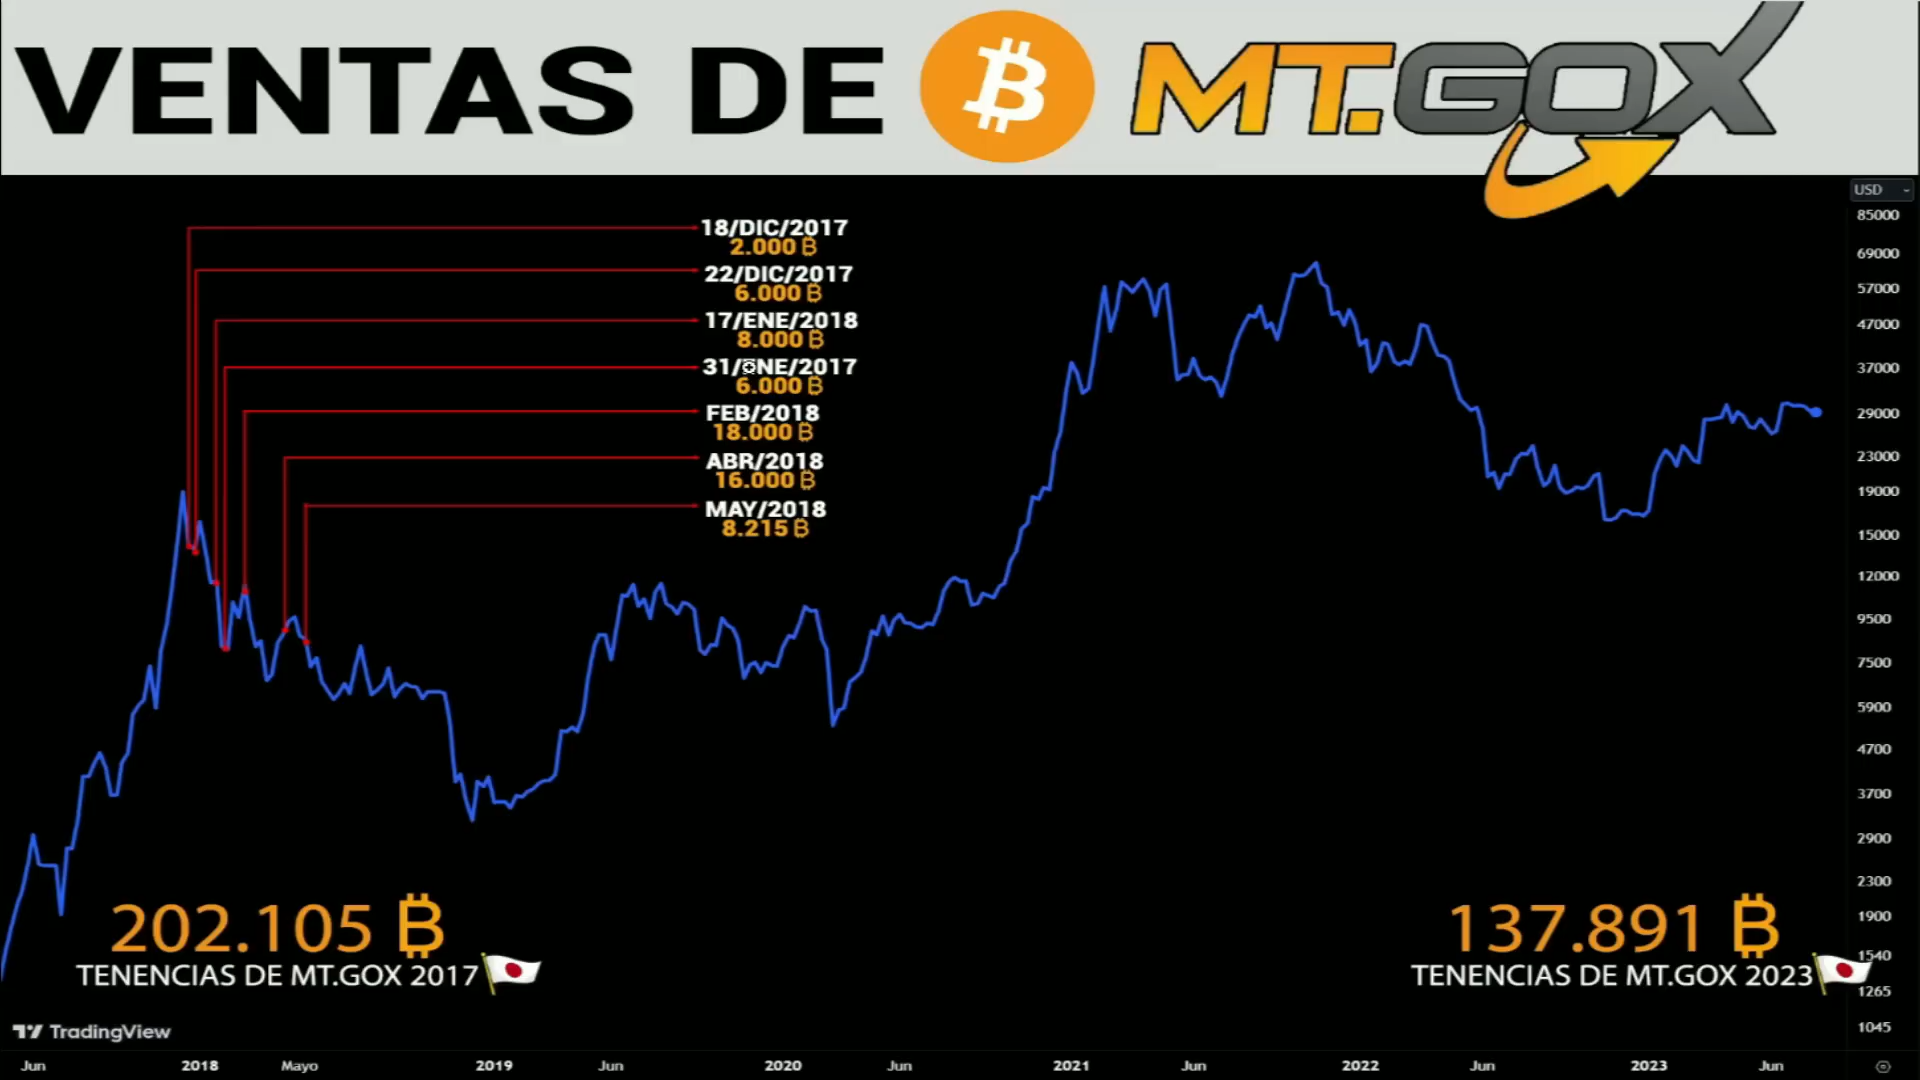 VENTAS DE ₿ MT.GOX
USD
18/DIC/2017
2.000 ₿
22/DIC/2017
6.000 ₿
17/ENE/2018
8.000 ₿
31/ENE/2017
6.000 ₿
FEB/2018
18.000 ₿
ABR/2018
16.000 ₿
MAY/2018
8.215 ₿
85000
69000
57000
47000
37000
29000
23000
19000
15000
12000
9500
7500
5900
4700
3700
2900
2300
1900
1540
1265
1045
202.105 ₿
TENENCIAS DE MT.GOX 2017
137.891 ₿
TENENCIAS DE MT.GOX 2023
TradingView
Jun 2018 Mayo 2019 Jun 2020 Jun 2021 Jun 2022 Jun 2023 Jun